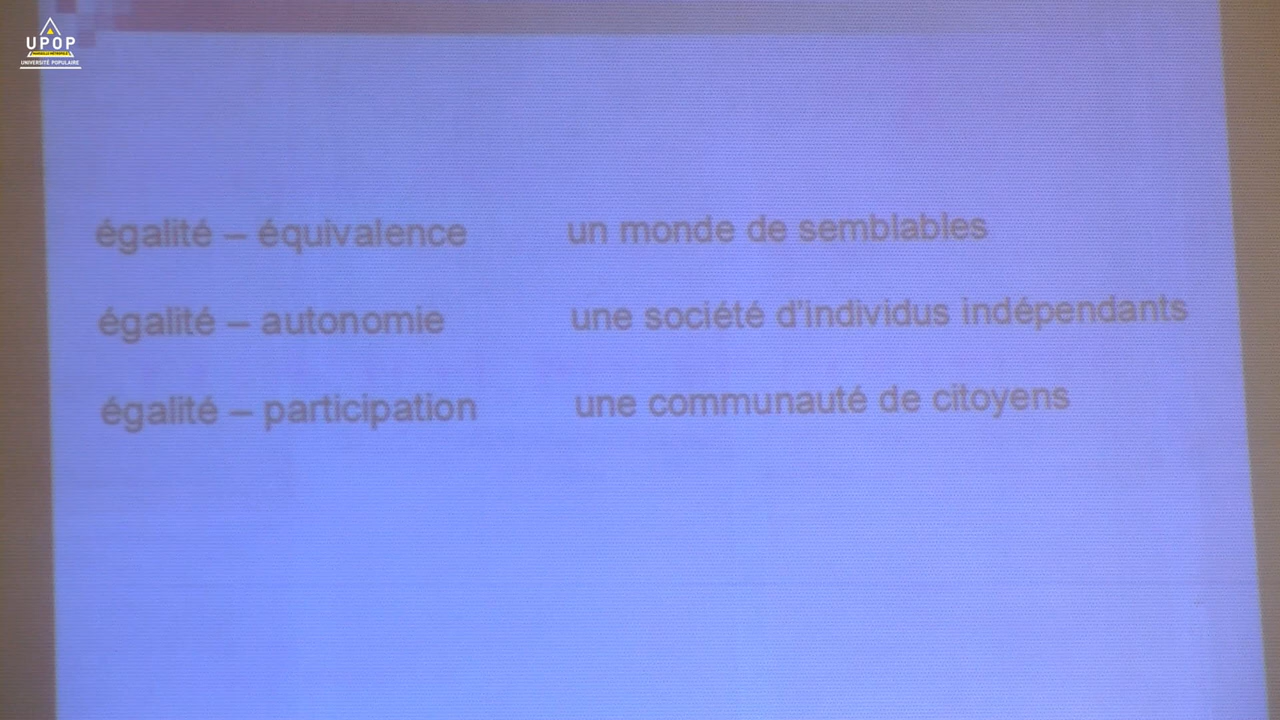 UPOP
UNIVERSITÉ POPULAIRE
égalité – équivalence un monde de semblables
égalité – autonomie une société d'individus indépendants
égalité – participation une communauté de citoyens